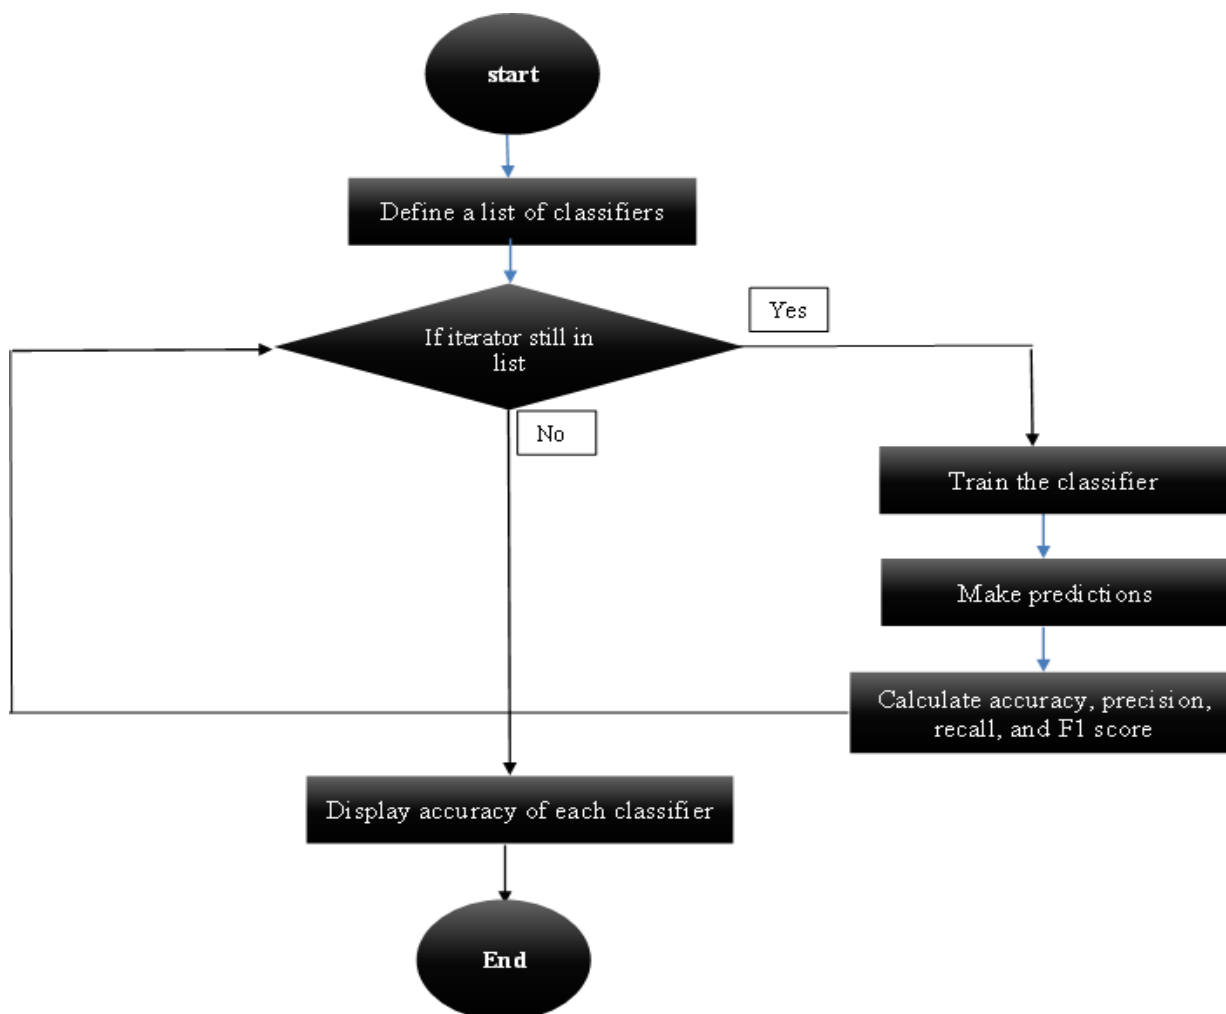 start
Define a list of classifiers
If iterator still in
list
Yes
No
Train the classifier
Make predictions
Calculate accuracy, precision,
recall, and F1 score
Display accuracy of each classifier
End